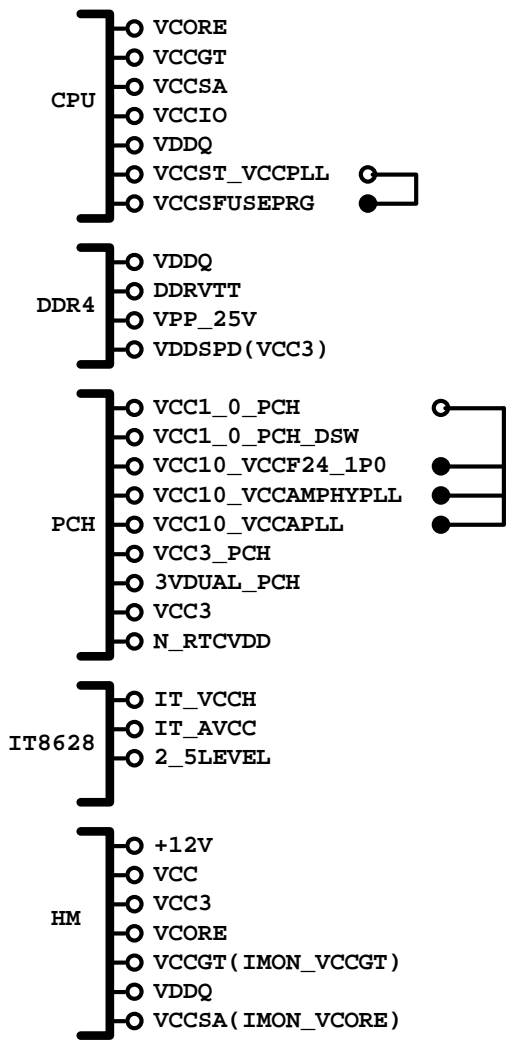 VCORE
VCCGT
VCCSA
CPU
VCCIO
VDDQ
VCCST_VCCPLL
VCCSFUSEPRG
VDDQ
DDR4
DDRVTT
VPP_25V
VDDSPD(VCC3)
VCC1_0_PCH
VCC1_0_PCH_DSW
VCC10_VCCF24_1P0
VCC10_VCCAMPHYPLL
PCH
VCC10_VCCAPLL
VCC3_PCH
3VDUAL_PCH
VCC3
N_RTCVDD
IT_VCCH
IT8628
IT_AVCC
2_5LEVEL
+12V
VCC
VCC3
HM
VCORE
VCCGT(IMON_VCCGT)
VDDQ
VCCSA(IMON_VCORE)